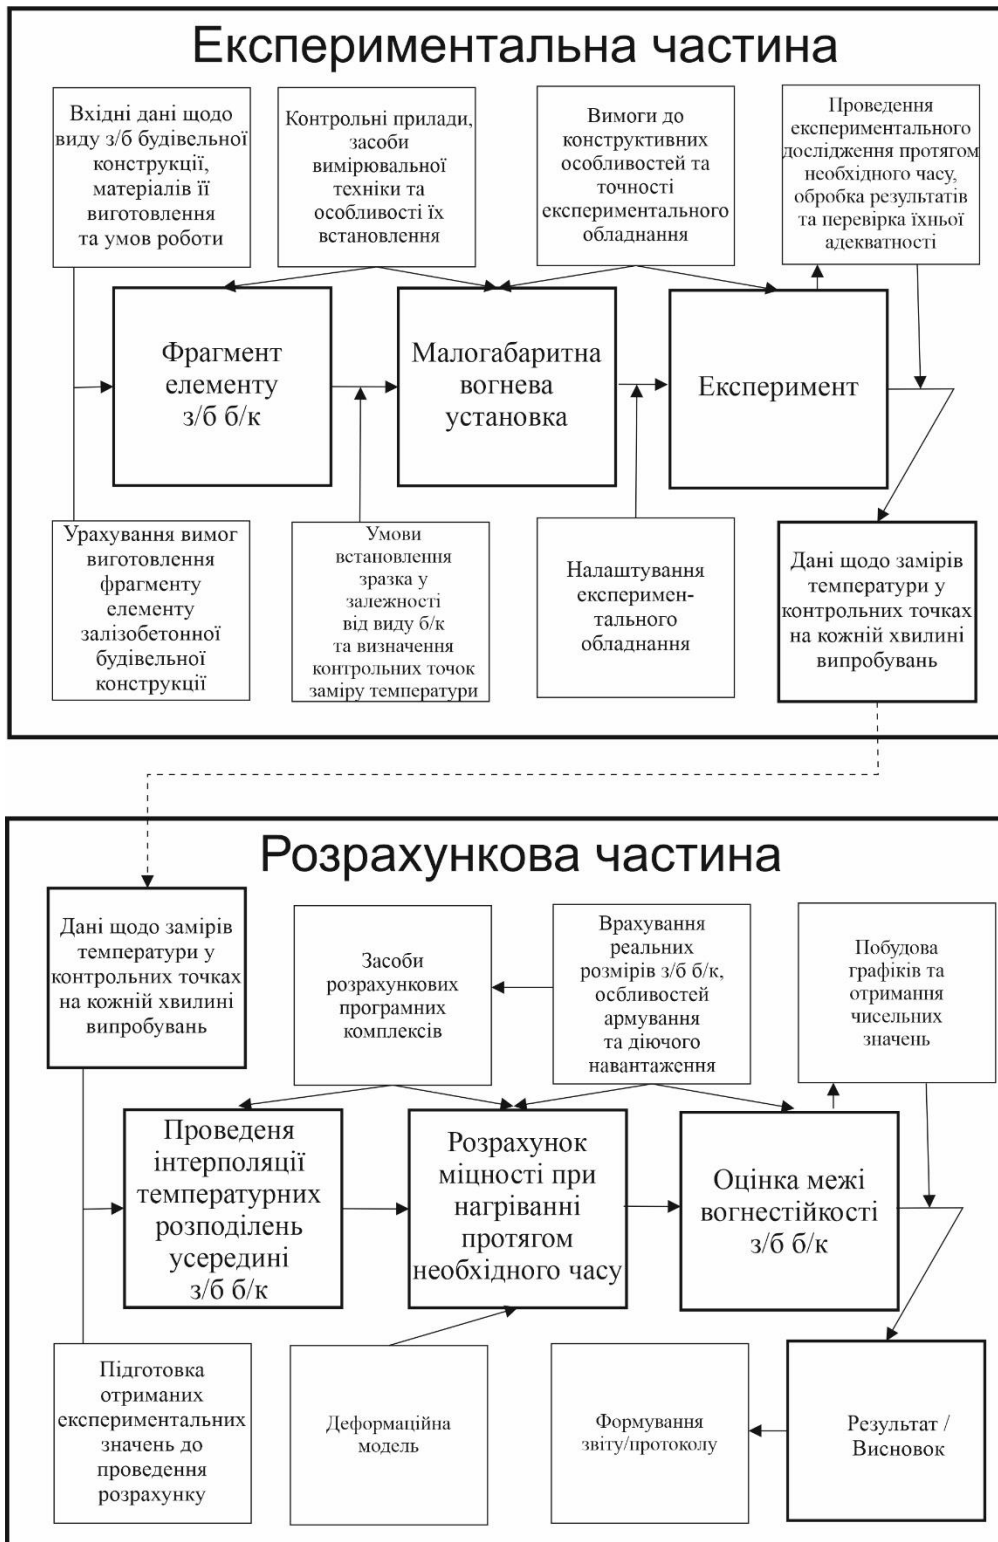 Експериментальна частина
Вхідні дані щодо
виду з/б будівельної
конструкції,
матеріалів її
виготовлення
та умов роботи
Контрольні прилади,
засоби
вимірювальної
техніки та
особливості їх
встановлення
Вимоги до
конструктивних
особливостей та
точності
експериментального
обладнання
Проведення
експериментального
дослідження протягом
необхідного часу,
обробка результатів
та перевірка їхньої
адекватності
Фрагмент
елементу
з/б б/к
Малогабаритна
вогнева
установка
Експеримент
Урахування вимог
виготовлення
фрагменту
елементу
залізобетонної
будівельної
конструкції
Умови
встановлення
зразка у
залежності
від виду б/к
та визначення
контрольних точок
заміру температури
Налаштування
експеримен-
тального
обладнання
Дані щодо замірів
температури у
контрольних точках
на кожній хвилині
випробувань
Розрахункова частина
Дані щодо замірів
температури у
контрольних точках
на кожній хвилині
випробувань
Засоби
розрахункових
програмних
комплексів
Врахування
реальних
розмірів з/б б/к,
осбливостей
армування
та діючого
навантаження
Побудова
графіків та
отримання
чисельних
значень
Проведеня
інтерполяції
температурних
розподілень
усередині
з/б б/к
Розрахунок
міцності при
нагріванні
протягом
необхідного часу
Оцінка межі
вогнестійкості
з/б б/к
Підготовка
отриманих
експериментальних
значень до
проведення
розрахунку
Деформаційна
модель
Формування
звіту/протоколу
Результат /
Висновок